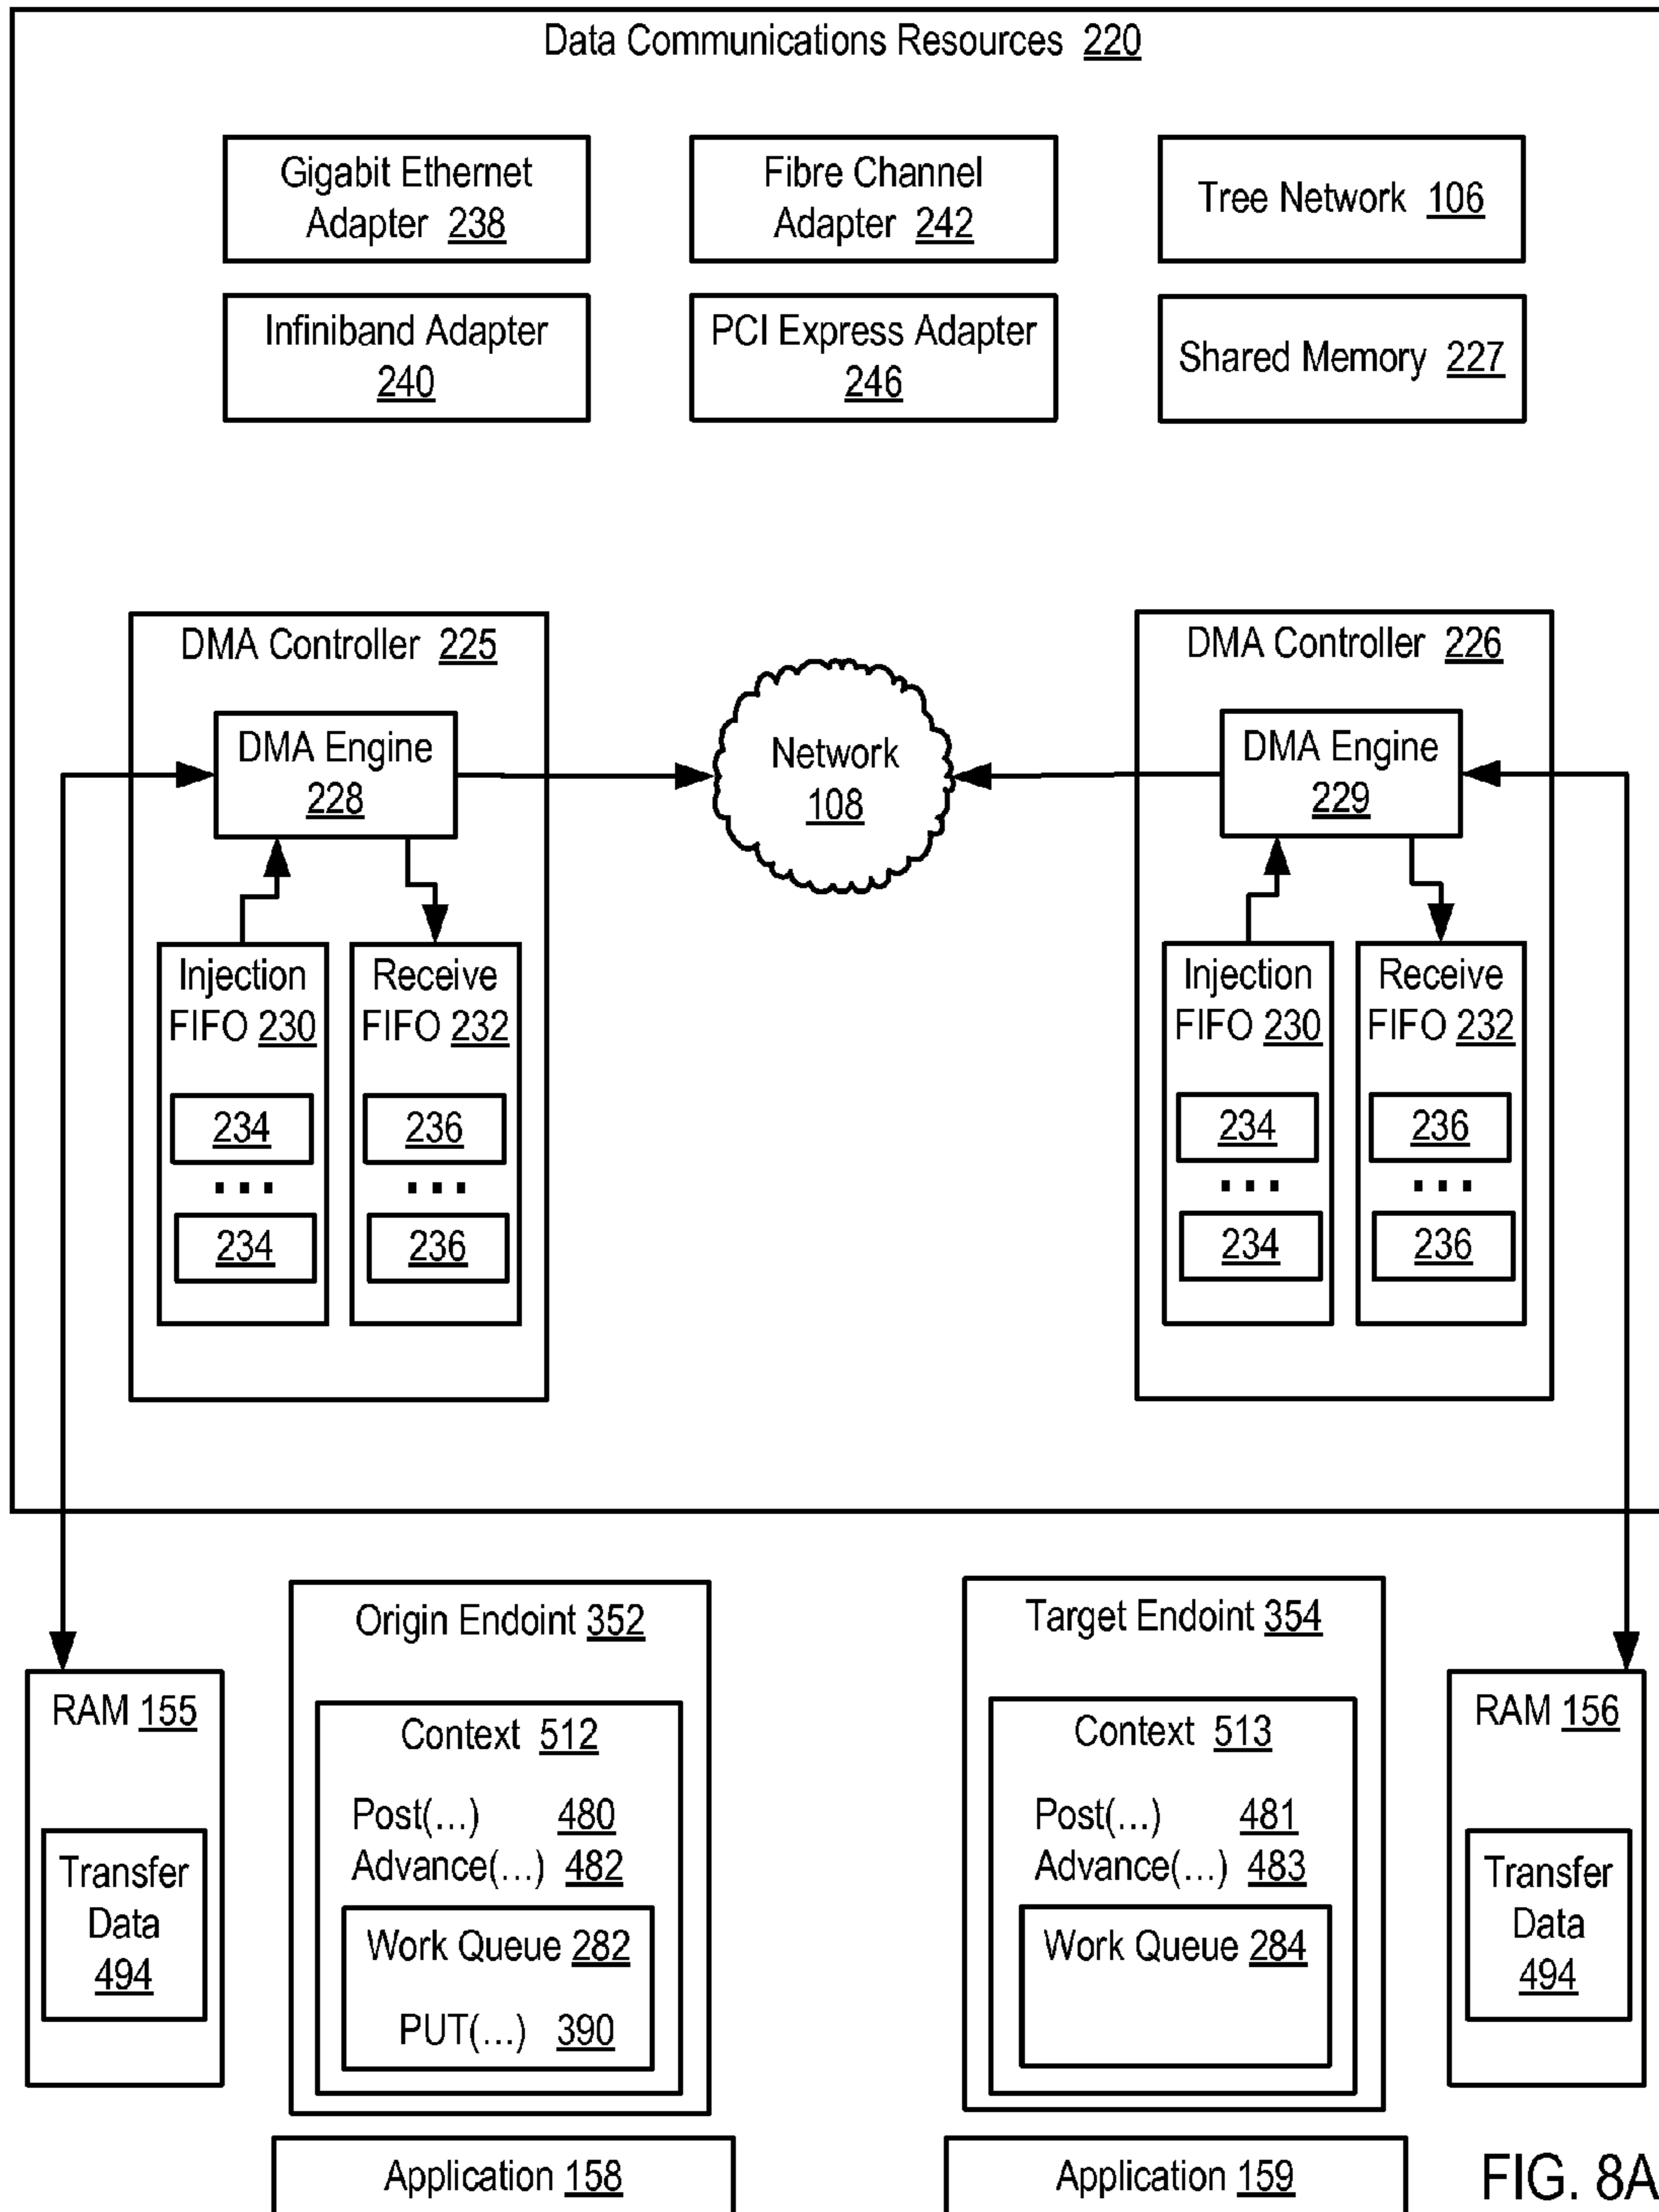 Data Communications Resources 220
Gigabit Ethernet
Adapter 238
Fibre Channel
Adapter 242
Tree Network 106
Infiniband Adapter
240
PCI Express Adapter
246
Shared Memory 227
DMA Controller 225
DMA Engine
228
Injection
FIFO 230
234
...
234
Receive
FIFO 232
236
...
236
Network
108
DMA Controller 226
DMA Engine
229
Injection
FIFO 230
234
...
234
Receive
FIFO 232
236
...
236
RAM 155
Transfer
Data
494
Origin Endoint 352
Context 512
Post(...) 480
Advance(...) 482
Work Queue 282
PUT(...) 390
Target Endoint 354
Context 513
Post(...) 481
Advance(...) 483
Work Queue 284
RAM 156
Transfer
Data
494
Application 158
Application 159
FIG. 8A